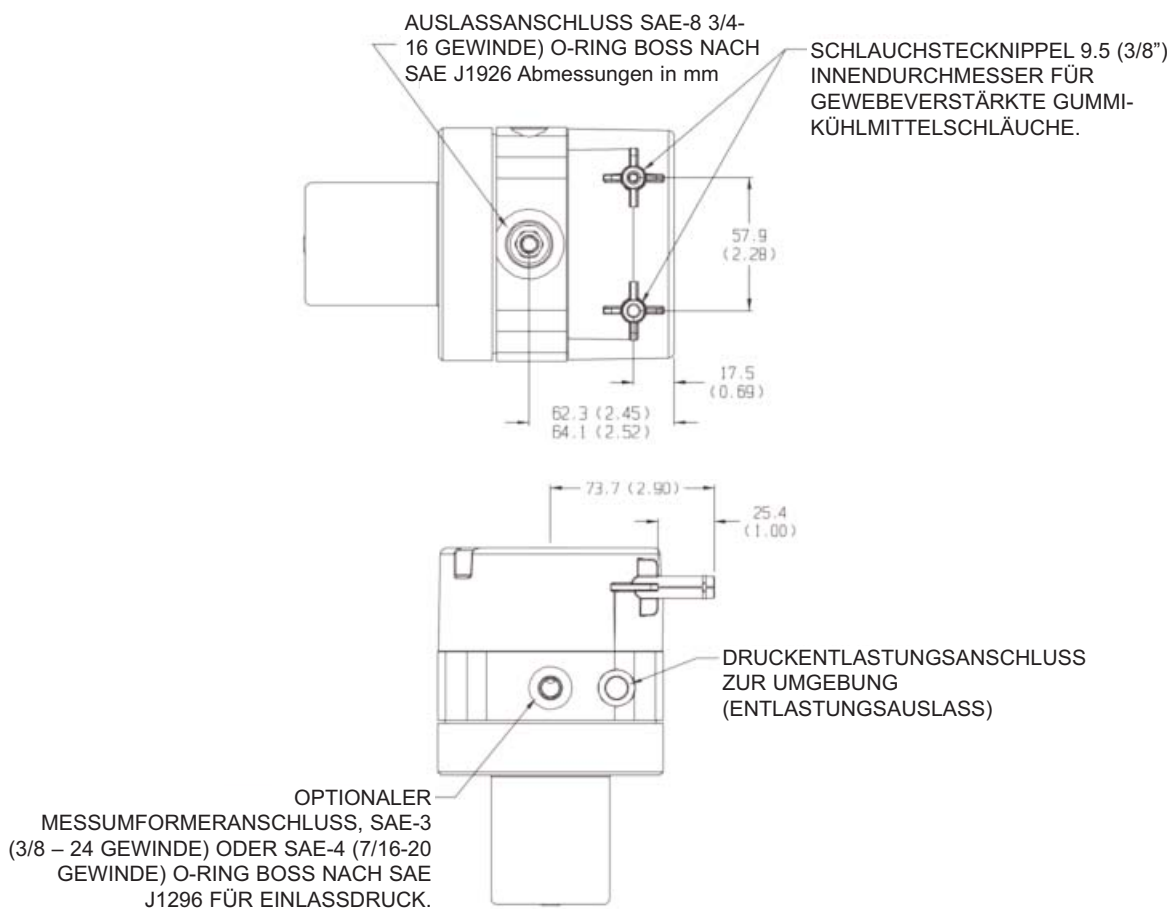 AUSLASSANSCHLUSS SAE-8 3/4-
16 GEWINDE) O-RING BOSS NACH
SAE J1926 Abmessungen in mm
SCHLAUCHSTECKNIPPEL 9.5 (3/8”)
INNENDURCHMESSER FÜR
GEWEBEVERSTÄRKTE GUMMI-
KÜHLMITTELSCHLÄUCHE.
57.9
(2.28)
17.5
(0.69)
62.3 (2.45)
64.1 (2.52)
73.7 (2.90)
25.4
(1.00)
DRUCKENTLASTUNGSANSCHLUSS
ZUR UMGEBUNG
(ENTLASTUNGSAUSLASS)
OPTIONALER
MESSUMFORMERANSCHLUSS, SAE-3
(3/8 – 24 GEWINDE) ODER SAE-4 (7/16-20
GEWINDE) O-RING BOSS NACH SAE
J1296 FÜR EINLASSDRUCK.